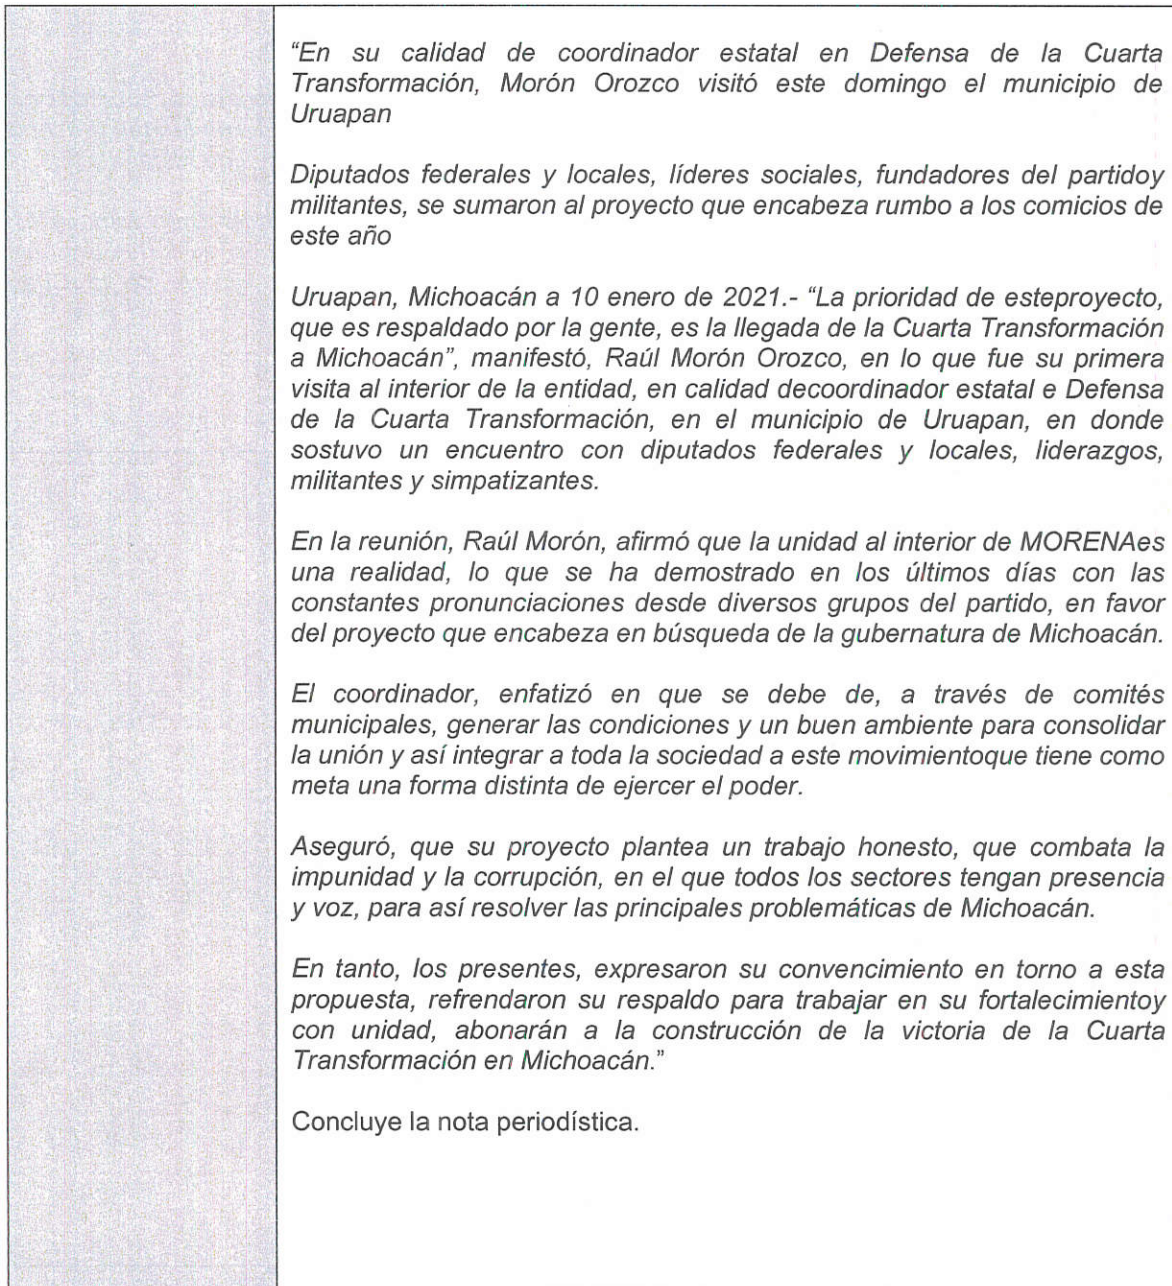 “En su calidad de coordinador estatal en Defensa de la Cuarta
Transformación, Morón Orozco visitó este domingo el municipio de
Uruapan
Diputados federales y locales, líderes sociales, fundadores del partidoy
militantes, se sumaron al proyecto que encabeza rumbo a los comicios de
este año
Uruapan, Michoacán a 10 enero de 2021.- “La prioridad de esteproyecto,
que es respaldado por la gente, es la llegada de la Cuarta Transformación
a Michoacán”, manifestó, Raúl Morón Orozco, en lo que fue su primera
visita al interior de la entidad, en calidad decoordinador estatal e Defensa
de la Cuarta Transformación, en el municipio de Uruapan, en donde
sostuvo un encuentro con diputados federales y locales, liderazgos,
militantes y simpatizantes.
En la reunión, Raúl Morón, afirmó que la unidad al interior de MORENAes
una realidad, lo que se ha demostrado en los últimos días con las
constantes pronunciaciones desde diversos grupos del partido, en favor
del proyecto que encabeza en búsqueda de la gubernatura de Michoacán.
El coordinador, enfatizó en que se debe de, a través de comités
municipales, generar las condiciones y un buen ambiente para consolidar
la unión y así integrar a toda la sociedad a este movimientoque tiene como
meta una forma distinta de ejercer el poder.
Aseguró, que su proyecto plantea un trabajo honesto, que combata la
impunidad y la corrupción, en el que todos los sectores tengan presencia
y voz, para así resolver las principales problemáticas de Michoacán.
En tanto, los presentes, expresaron su convencimiento en torno a esta
propuesta, refrendaron su respaldo para trabajar en su fortalecimientoy
con unidad, abonarán a la construcción de la victoria de la Cuarta
Transformación en Michoacán.”
Concluye la nota periodística.